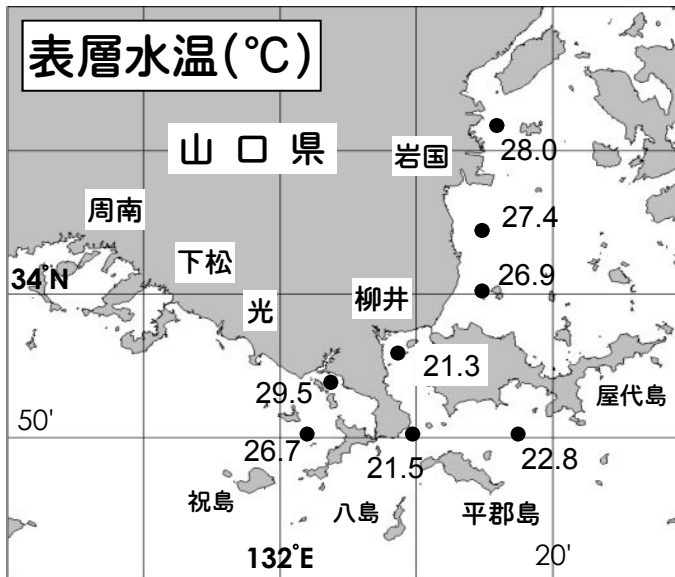 表層水温(℃)
山口県
岩国
28.0
周南
27.4
下松
26.9
34°N
光
柳井
21.3
29.5
屋代島
50'
26.7
21.5
22.8
祝島
八島
平郡島
132°E
20'